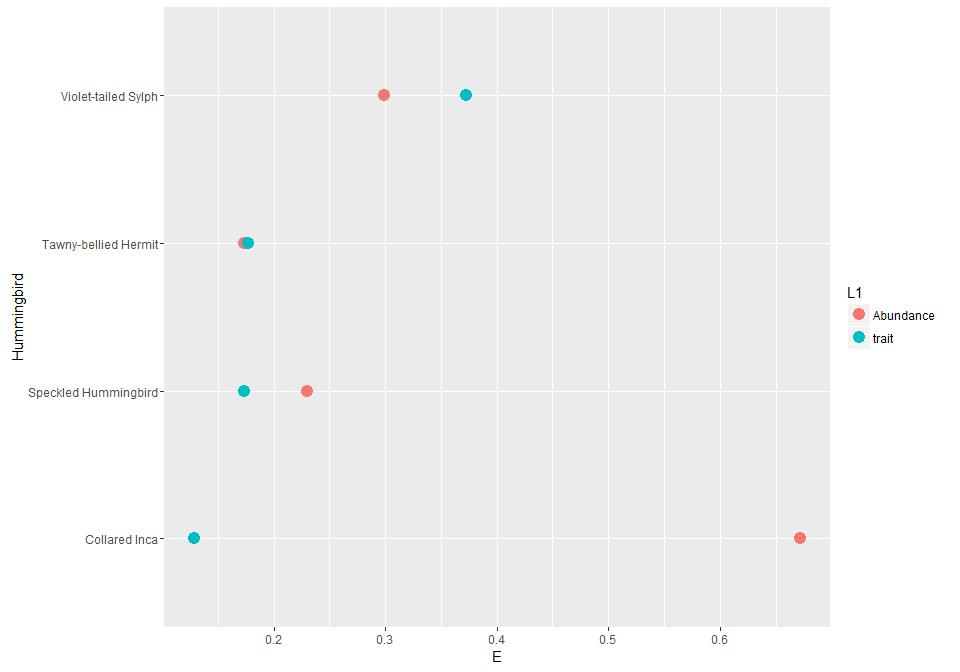 Hummingbird
Violet-tailed Sylph
Tawny-bellied Hermit
Speckled Hummingbird
Collared Inca
0.2 0.3 0.4 0.5 0.6
E
L1
Abundance
trait